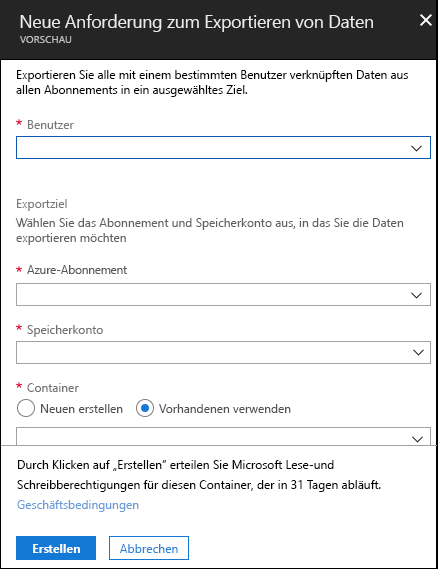 Neue Anforderung zum Exportieren von Daten
VORSCHAU
Exportieren Sie alle mit einem bestimmten Benutzer verknüpften Daten aus
allen Abonnements in ein ausgewähltes Ziel.
* Benutzer
Exportziel
Wählen Sie das Abonnement und Speicherkonto aus, in das Sie die Daten
exportieren möchten
* Azure-Abonnement
* Speicherkonto
* Container
Neuen erstellen Vorhandenen verwenden
Durch Klicken auf „Erstellen“ erteilen Sie Microsoft Lese-und
Schreibberechtigungen für diesen Container, der in 31 Tagen abläuft.
Geschäftsbedingungen
Erstellen Abbrechen